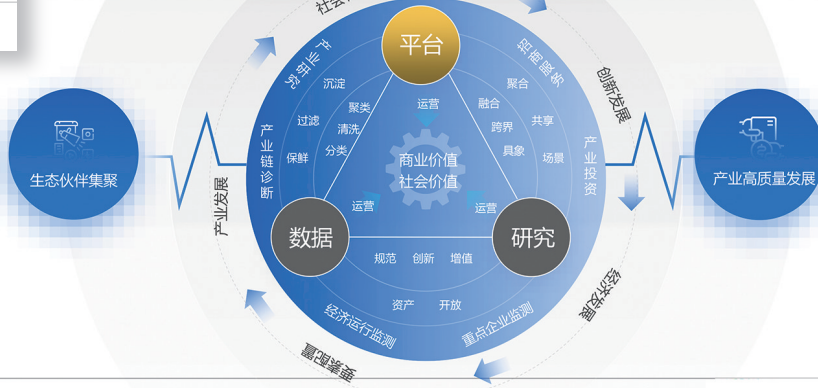 平台
产业研究
招商服务
沉淀
聚类
过滤
清洗
保鲜
分类
运营
聚合
融合
共享
跨界
具象
场景
创新发展
产业链诊断
产业投资
商业价值
社会价值
生态伙伴集聚
产业高质量发展
产业发展
运营
运营
数据
研究
规范
创新
增值
资产
开放
经济运行监测
重点企业监测
经济发展
要素配置